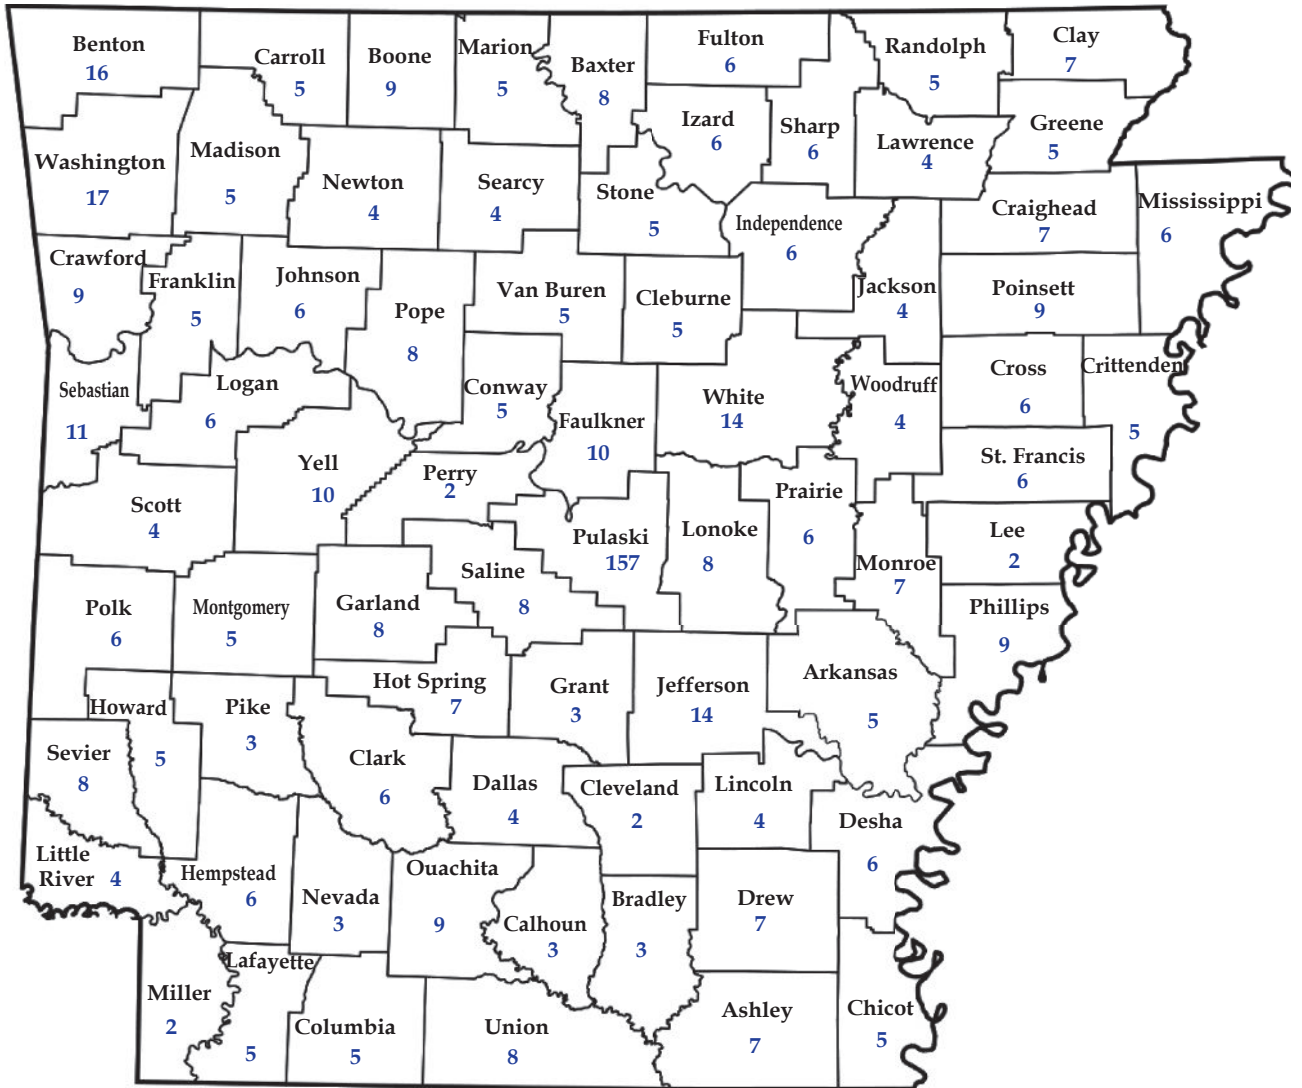 Benton
16
Carroll
5
Boone
9
Marion
5
Baxter
8
Fulton
6
Randolph
5
Clay
7
Washington
17
Madison
5
Newton
4
Searcy
4
Stone
5
Izard
6
Sharp
6
Lawrence
4
Greene
5
Independence
6
Craighead
7
Mississippi
6
Crawford
9
Franklin
5
Johnson
6
Pope
8
Van Buren
5
Cleburne
5
Jackson
4
Poinsett
9
Sebastian
11
Logan
6
Conway
5
Faulkner
10
White
14
Woodruff
4
Cross
6
Crittenden
5
Scott
4
Yell
10
Perry
2
Pulaski
157
Lonoke
8
Prairie
6
Monroe
7
St. Francis
6
Lee
2
Polk
6
Montgomery
5
Garland
8
Saline
8
Phillips
9
Howard
5
Pike
3
Hot Spring
7
Grant
3
Jefferson
14
Arkansas
5
Sevier
8
Clark
6
Dallas
4
Cleveland
2
Lincoln
4
Desha
6
Little
River 4
Hempstead
6
Nevada
3
Ouachita
9
Calhoun
3
Bradley
3
Drew
7
Miller
2
Lafayette
5
Columbia
5
Union
8
Ashley
7
Chicot
5